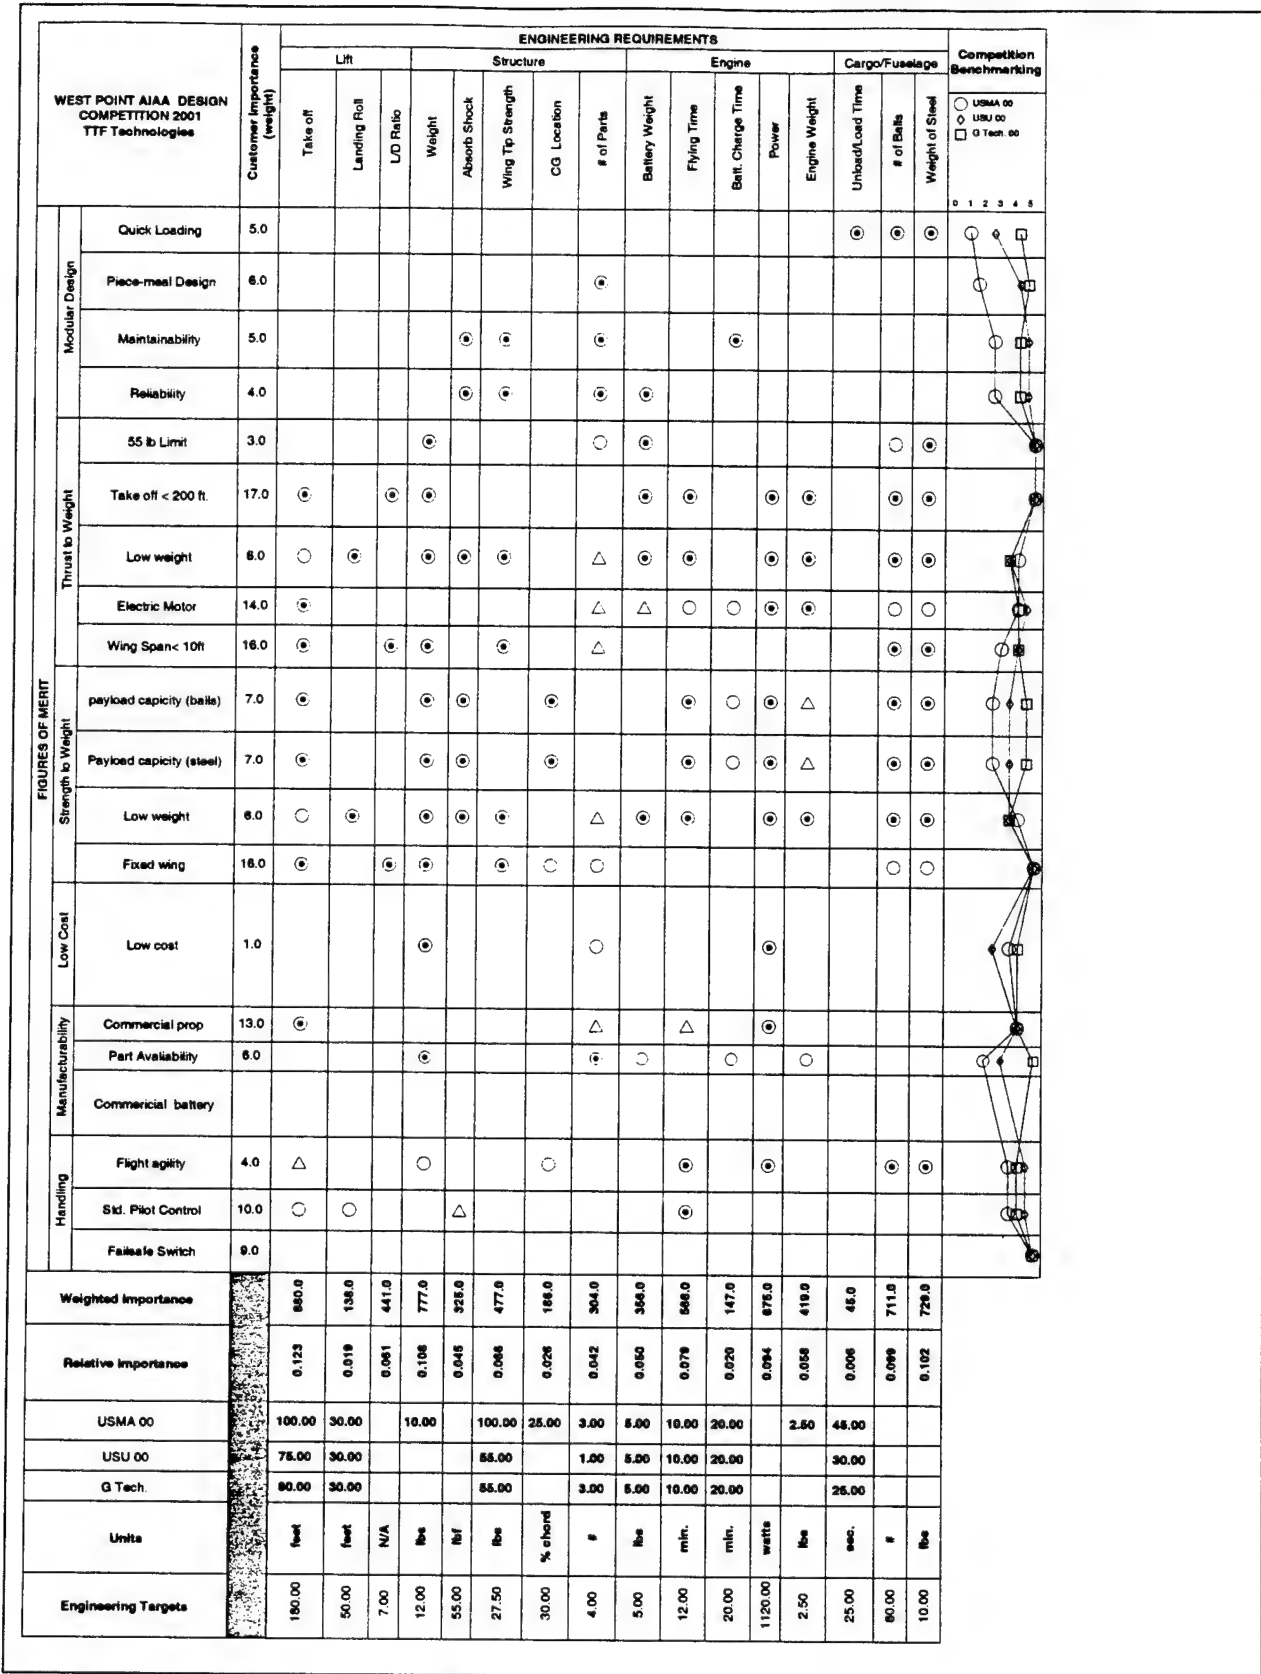 ENGINEERING REQUIREMENTS
WEST POINT AIAA DESIGN
COMPETITION 2001
TTF Technologies
Customer Importance
(weight)
Lift
Structure
Engine
Cargo/Fuselage
Competition
Benchmarking
Take off
Landing Roll
L/D Ratio
Weight
Absorb Shock
Wing Tip Strength
CG Location
# of Parts
Battery Weight
Flying Time
Batt. Charge Time
Power
Engine Weight
Unload/Load Time
# of Balls
Weight of Steel
USMA 00
USU 00
G Tech. 00
0 1 2 3 4 5
FIGURES OF MERIT
Modular Design
Quick Loading 5.0
Piece-meal Design 6.0
Maintainability 5.0
Reliability 4.0
Thrust to Weight
55 lb Limit 3.0
Take off < 200 ft. 17.0
Low weight 6.0
Electric Motor 14.0
Wing Span< 10ft 16.0
Strength to Weight
payload capicity (balls) 7.0
Payload capicity (steel) 7.0
Low weight 6.0
Fixed wing 16.0
Low Cost
Low cost 1.0
Manufacturability
Commercial prop 13.0
Part Avaliability 6.0
Commericial battery
Handling
Flight agility 4.0
Std. Pilot Control 10.0
Failsafe Switch 9.0
Weighted Importance 880.0 138.0 441.0 777.0 325.0 477.0 186.0 304.0 356.0 566.0 147.0 675.0 419.0 45.0 711.0 729.0
Relative Importance 0.123 0.019 0.061 0.108 0.045 0.066 0.026 0.042 0.050 0.079 0.020 0.094 0.058 0.006 0.099 0.102
USMA 00 100.00 30.00 10.00 100.00 25.00 3.00 5.00 10.00 20.00 2.50 45.00
USU 00 75.00 30.00 55.00 1.00 5.00 10.00 20.00 30.00
G Tech. 80.00 30.00 55.00 3.00 5.00 10.00 20.00 25.00
Units feet feet N/A lbs lbf lbs % chord # lbs min. min. watts lbs sec. # lbs
Engineering Targets 180.00 50.00 7.00 12.00 55.00 27.50 30.00 4.00 5.00 12.00 20.00 1120.00 2.50 25.00 80.00 10.00